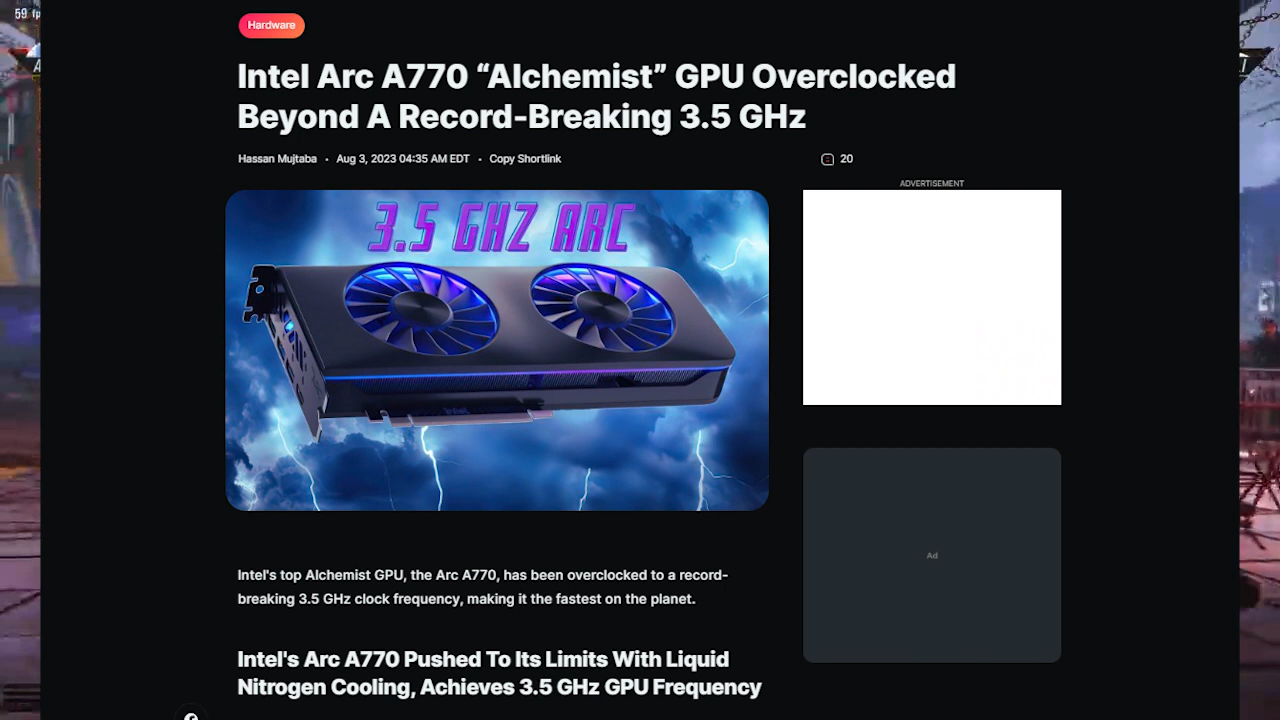 59 fp
Hardware
Intel Arc A770 “Alchemist” GPU Overclocked
Beyond A Record-Breaking 3.5 GHz
Hassan Mujtaba • Aug 3, 2023 04:35 AM EDT • Copy Shortlink
20
ADVERTISEMENT
3.5 GHZ ARC
Ad
Intel's top Alchemist GPU, the Arc A770, has been overclocked to a record-
breaking 3.5 GHz clock frequency, making it the fastest on the planet.
Intel's Arc A770 Pushed To Its Limits With Liquid
Nitrogen Cooling, Achieves 3.5 GHz GPU Frequency